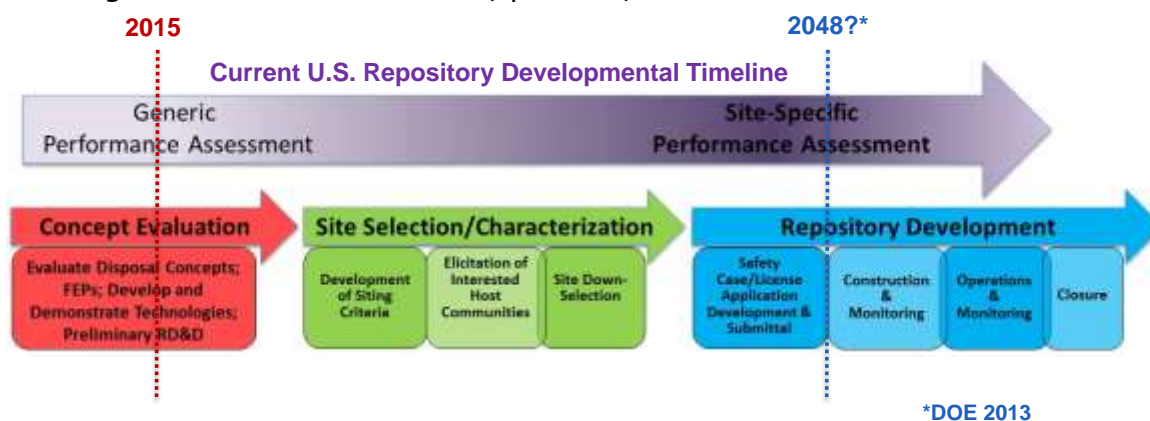 2015
2048?*
Current U.S. Repository Developmental Timeline
Generic
Performance Assessment
Site-Specific
Performance Assessment
Concept Evaluation
Site Selection/Characterization
Repository Development
Evaluate Disposal Concepts;
FEPs; Develop and
Demonstrate Technologies;
Preliminary RD&D
Development
of Siting
Criteria
Elicitation of
Interested
Host
Communities
Site Down-
Selection
Safety
Case/License
Application
Development &
Submittal
Construction
&
Monitoring
Operations
&
Monitoring
Closure
*DOE 2013